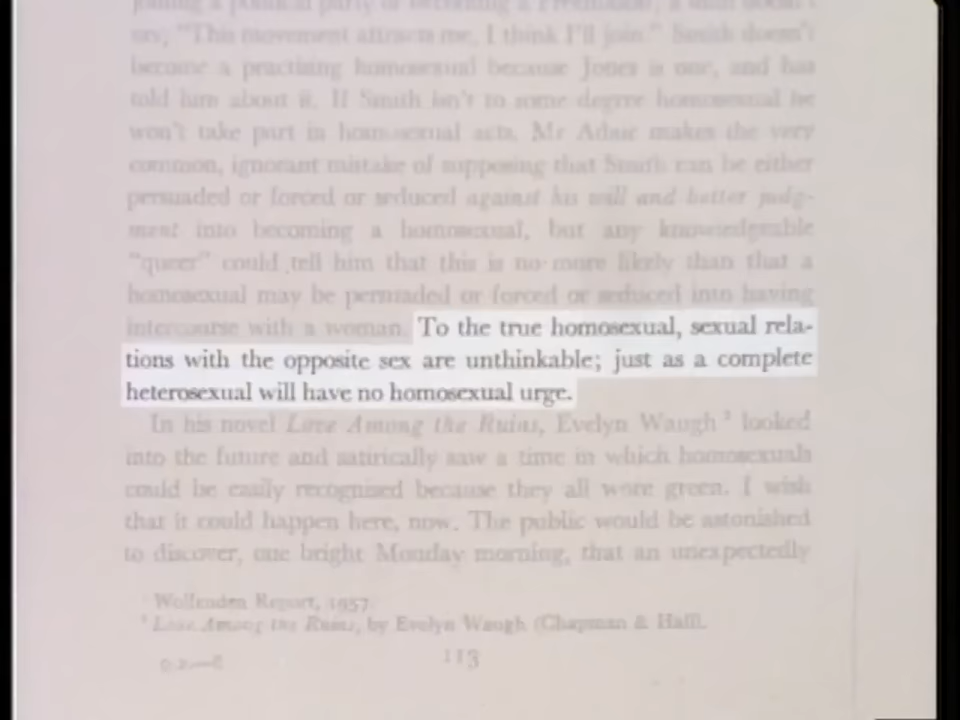 say, "This movement attracts me, I think I'll join." Smith doesn't
become a practising homosexual because Jones is one, and has
told him about it. If Smith isn't to some degree homosexual he
won't take part in homosexual acts. Mr Adair makes the very
common, ignorant mistake of supposing that Smith can be either
persuaded or forced or seduced against his will and better judg-
ment into becoming a homosexual, but any knowledgeable
"queer" could tell him that this is no more likely than that a
homosexual may be persuaded or forced or seduced into having
intercourse with a woman. To the true homosexual, sexual rela-
tions with the opposite sex are unthinkable; just as a complete
heterosexual will have no homosexual urge.
In his novel Love Among the Ruins, Evelyn Waugh² looked
into the future and satirically saw a time in which homosexuals
could be easily recognised because they all wore green. I wish
that it could happen here, now. The public would be astonished
to discover, one bright Monday morning, that an unexpectedly
Wolfenden Report, 1957.
² Love Among the Ruins, by Evelyn Waugh (Chapman & Hall).
113